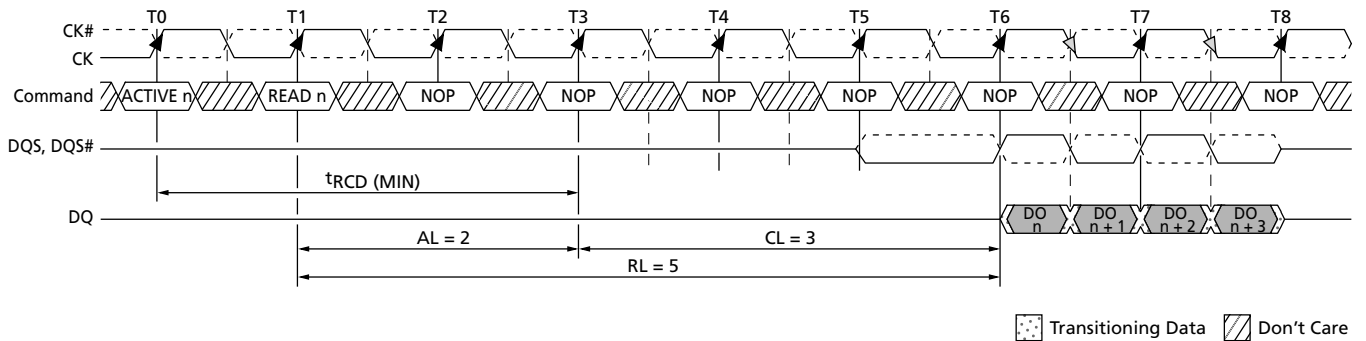 T0 T1 T2 T3 T4 T5 T6 T7 T8
CK#
CK
Command ACTIVE n READ n NOP NOP NOP NOP NOP NOP NOP
DQS, DQS#
tRCD (MIN)
DQ DO n DO n + 1 DO n + 2 DO n + 3
AL = 2 CL = 3
RL = 5
Transitioning Data Don't Care